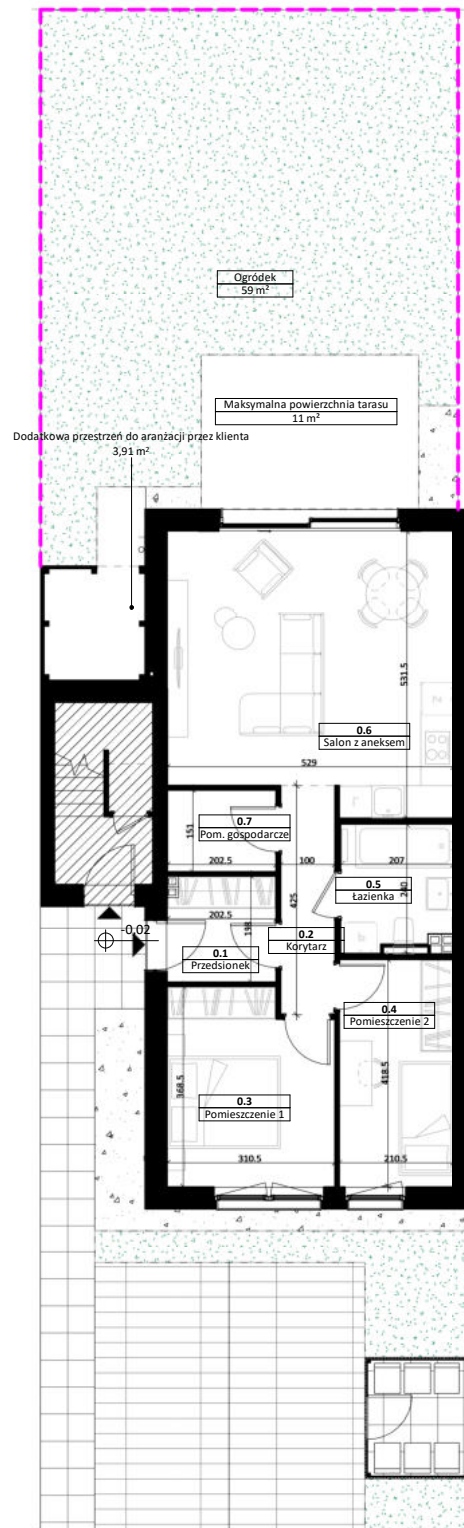 Ogródek
59 m²
Maksymalna powierzchnia tarasu
11 m²
Dodatkowa przestrzeń do aranżacji przez klienta
3,91 m²
531.5
0.6
Salon z aneksem
529
0.7
Pom. gospodarcze
151
202.5
100
207
0.5
Łazienka
240
425
202.5
198
-0.02
0.2
Korytarz
0.1
Przedsionek
0.4
Pomieszczenie 2
418.5
368.5
0.3
Pomieszczenie 1
310.5
210.5